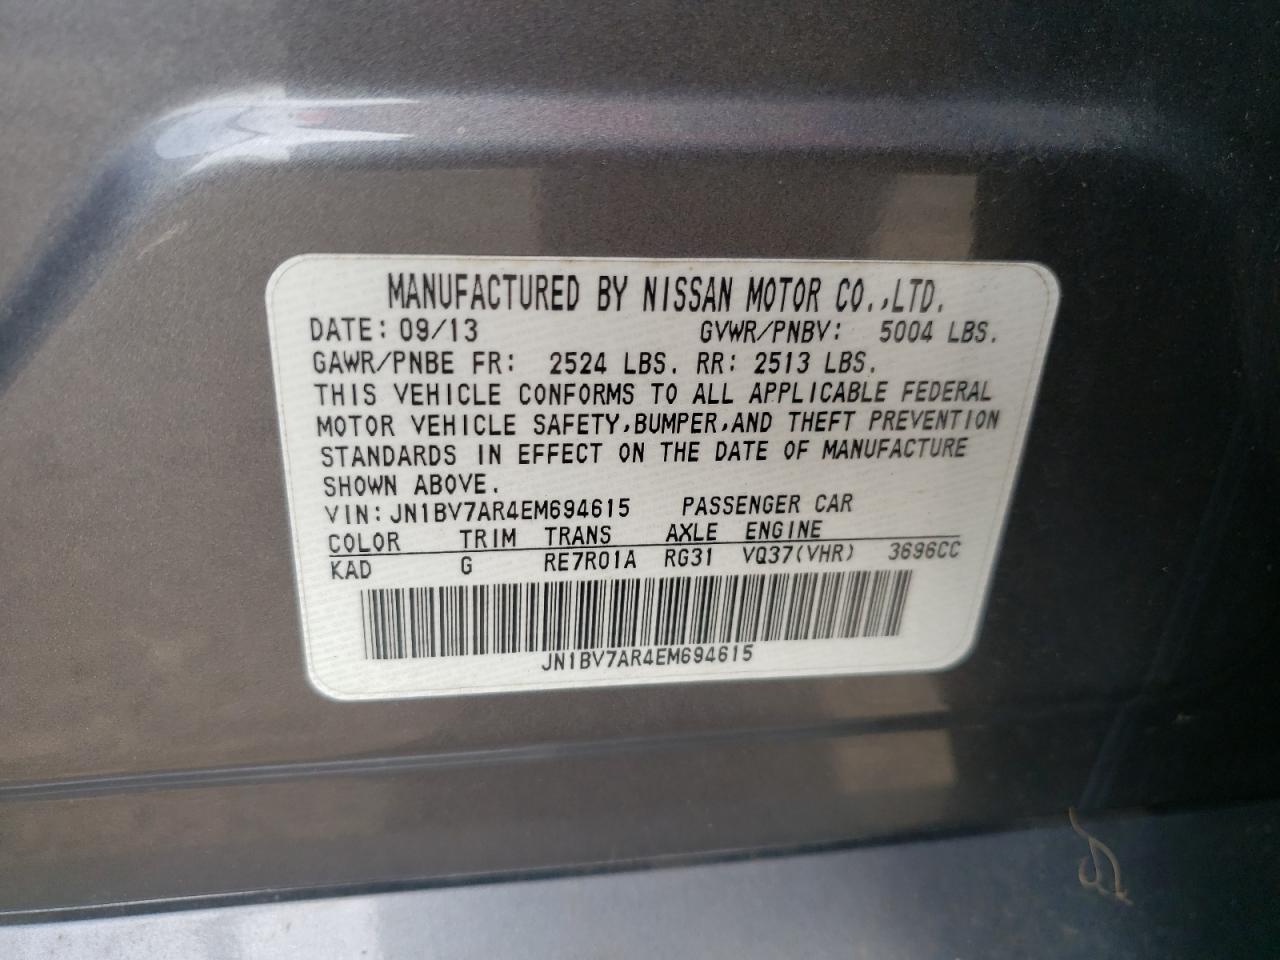 MANUFACTURED BY NISSAN MOTOR CO.,LTD.
DATE: 09/13 GVWR/PNBV: 5004 LBS.
GAWR/PNBE FR: 2524 LBS. RR: 2513 LBS.
THIS VEHICLE CONFORMS TO ALL APPLICABLE FEDERAL
MOTOR VEHICLE SAFETY,BUMPER,AND THEFT PREVENTION
STANDARDS IN EFFECT ON THE DATE OF MANUFACTURE
SHOWN ABOVE.
VIN: JN1BV7AR4EM694615 PASSENGER CAR
COLOR TRIM TRANS AXLE ENGINE
KAD G RE7R01A RG31 VQ37(VHR) 3696CC
JN1BV7AR4EM694615